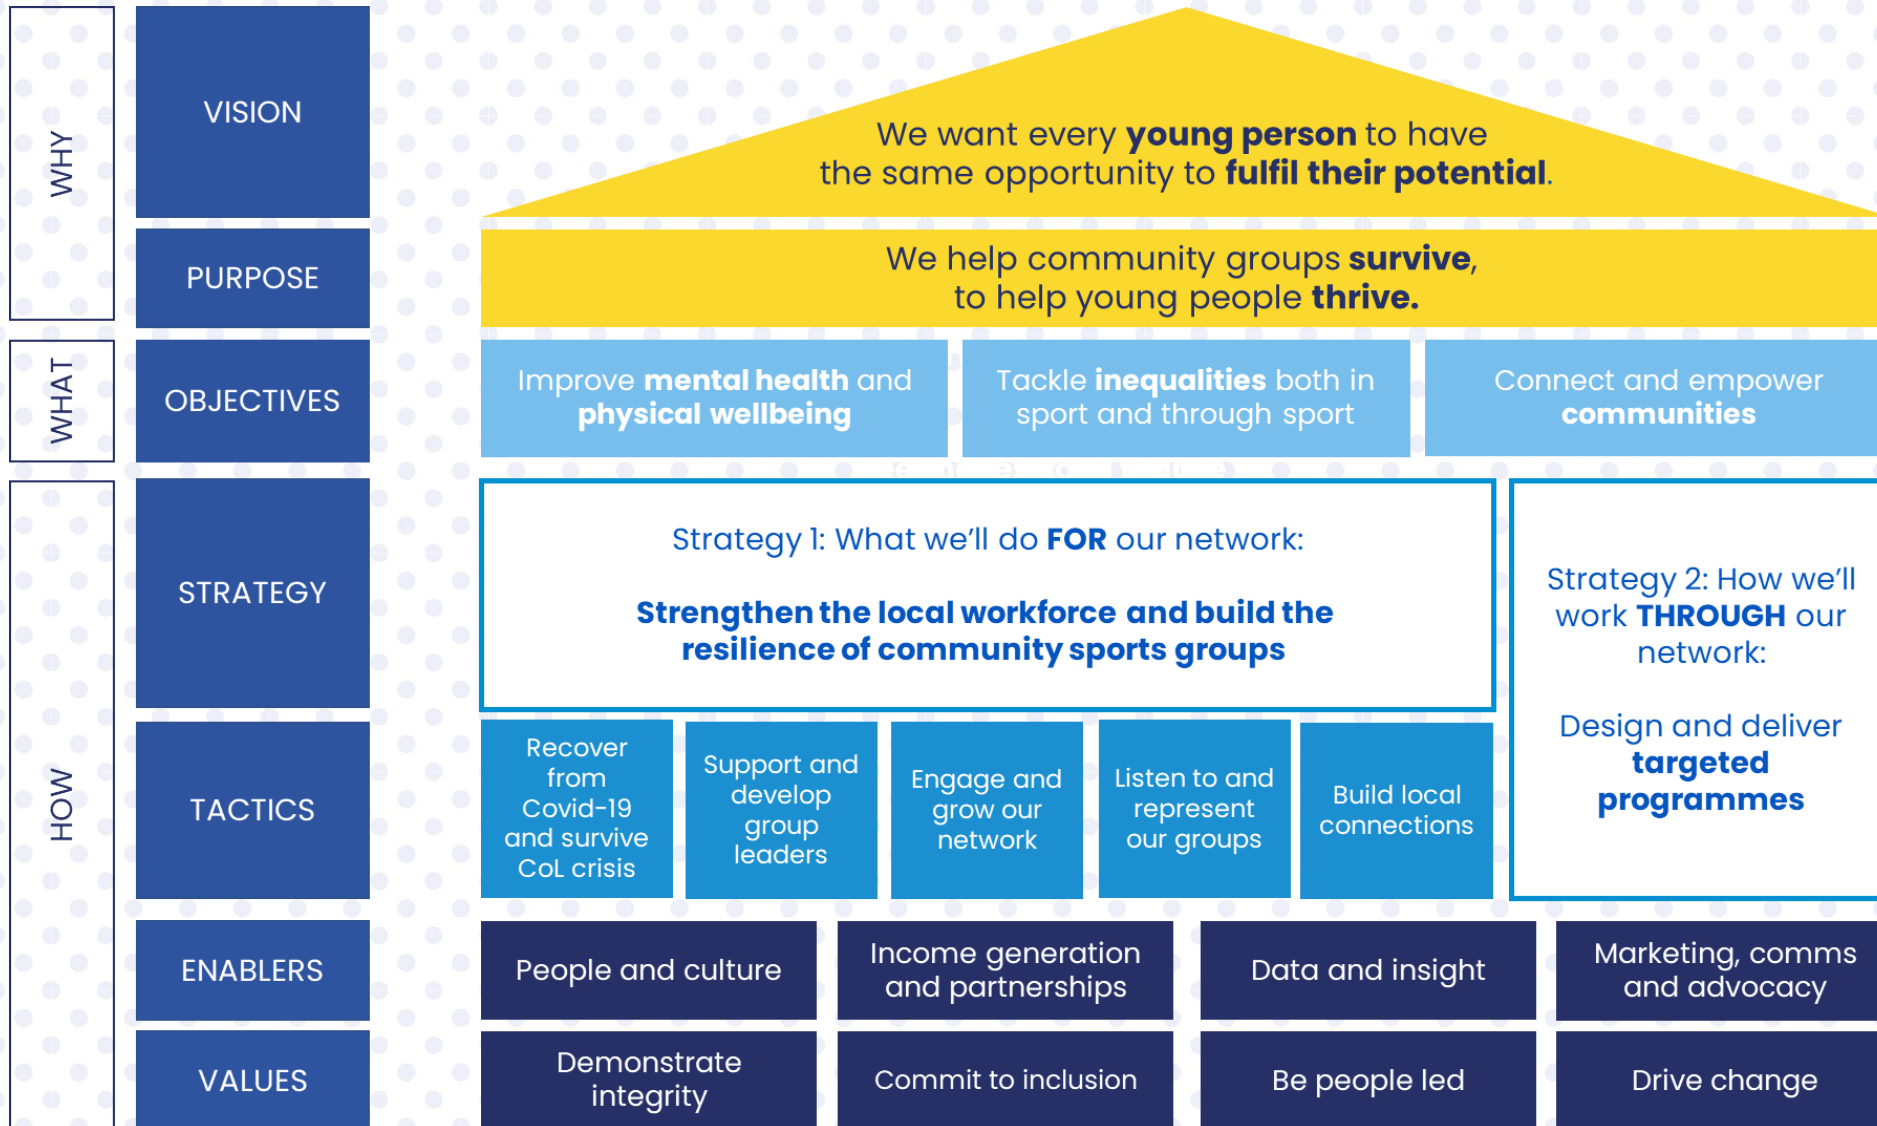 WHY
VISION
We want every young person to have
the same opportunity to fulfil their potential.
PURPOSE
We help community groups survive,
to help young people thrive.
WHAT
OBJECTIVES
Improve mental health and
physical wellbeing
Tackle inequalities both in
sport and through sport
Connect and empower
communities
HOW
STRATEGY
Strategy 1: What we'll do FOR our network:
Strengthen the local workforce and build the
resilience of community sports groups
Strategy 2: How we'll
work THROUGH our
network:
Design and deliver
targeted
programmes
TACTICS
Recover
from
Covid-19
and survive
CoL crisis
Support and
develop
group
leaders
Engage and
grow our
network
Listen to and
represent
our groups
Build local
connections
ENABLERS
People and culture
Income generation
and partnerships
Data and insight
Marketing, comms
and advocacy
VALUES
Demonstrate
integrity
Commit to inclusion
Be people led
Drive change